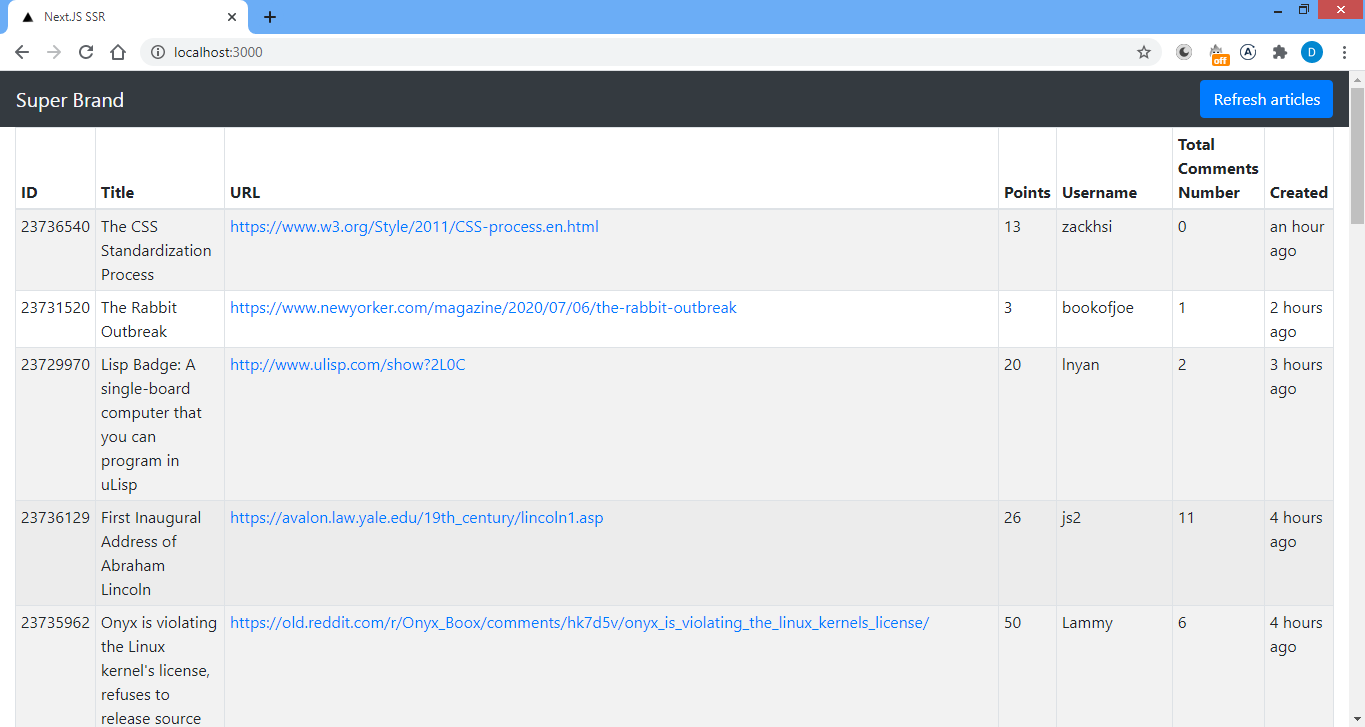 Next.JS SSR
localhost:3000
off
A
D
Super Brand
Refresh articles
ID
Title
URL
Points
Username
Total
Comments
Number
Created
23736540
The CSS
Standardization
Process
https://www.w3.org/Style/2011/CSS-process.en.html
13
zackhsi
0
an hour
ago
23731520
The Rabbit
Outbreak
https://www.newyorker.com/magazine/2020/07/06/the-rabbit-outbreak
3
bookofjoe
1
2 hours
ago
23729970
Lisp Badge: A
single-board
computer that
you can
program in
uLisp
http://www.ulisp.com/show?2L0C
20
lnyan
2
3 hours
ago
23736129
First Inaugural
Address of
Abraham
Lincoln
https://avalon.law.yale.edu/19th_century/lincoln1.asp
26
js2
11
4 hours
ago
23735962
Onyx is violating
the Linux
kernel's license,
refuses to
release source
https://old.reddit.com/r/Onyx_Boox/comments/hk7d5v/onyx_is_violating_the_linux_kernels_license/
50
Lammy
6
4 hours
ago